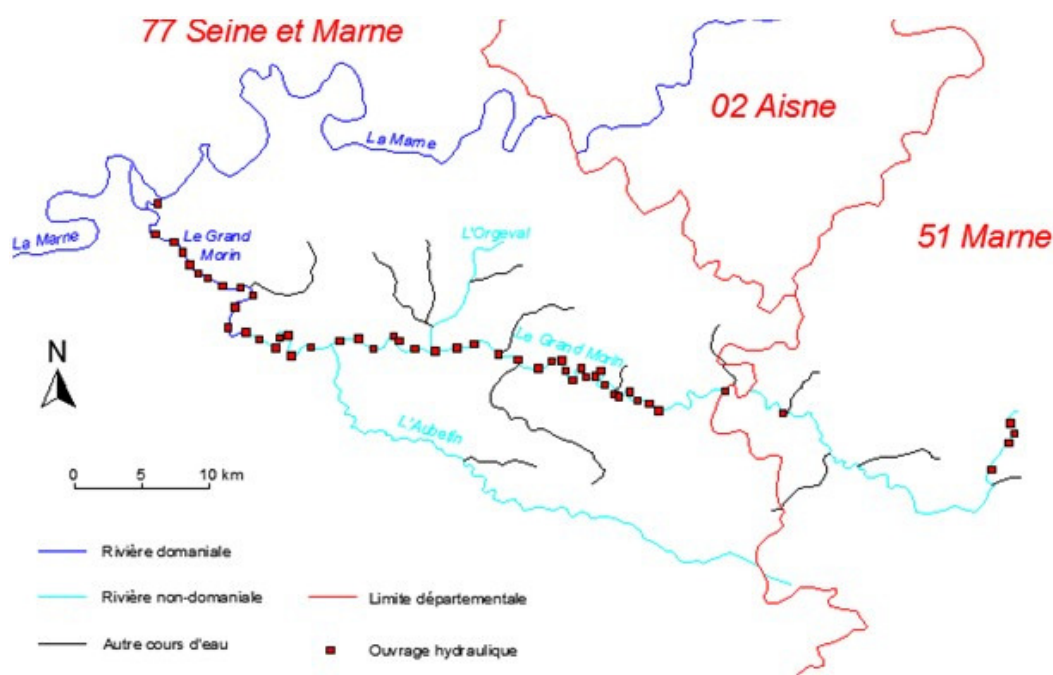 77 Seine et Marne
02 Aisne
La Marne
51 Marne
La Marne
Le Grand
Morin
L'Orgeval
Le Grand Morin
L'Aubetin
N
0 5 10 km
Rivière domaniale
Rivière non-domaniale
Limite départementale
Autre cours d'eau
Ouvrage hydraulique